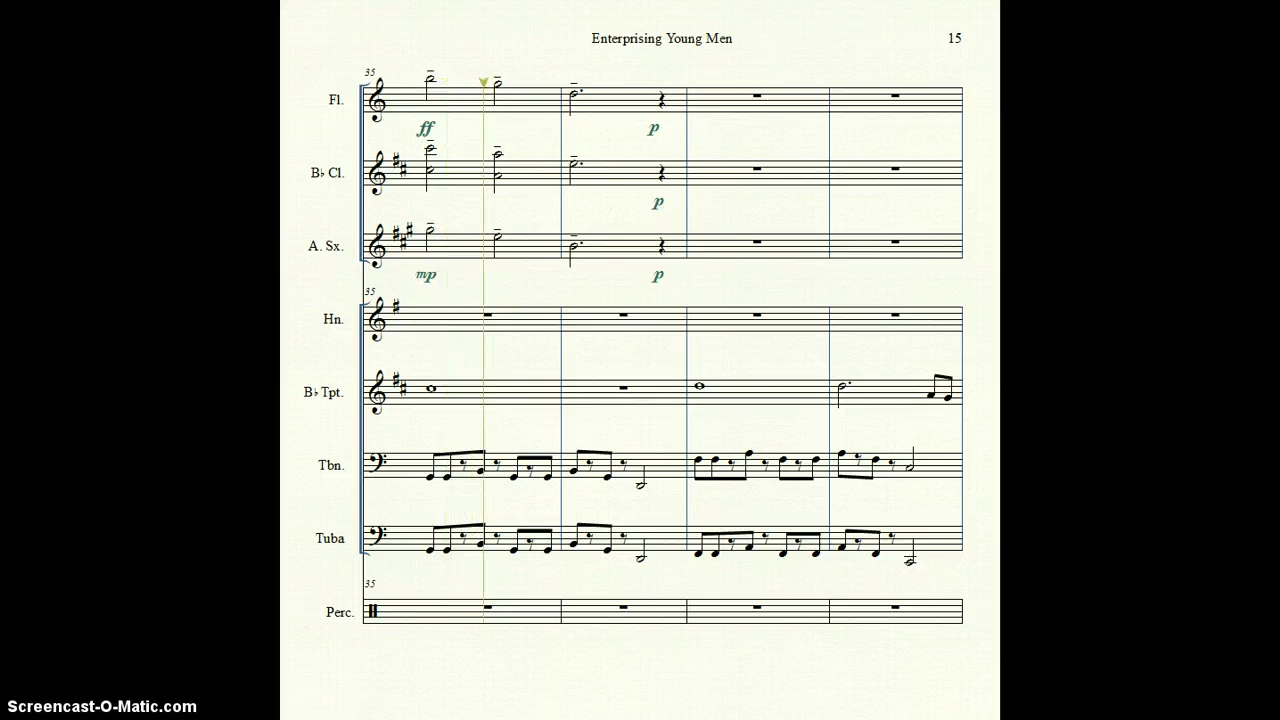 Enterprising Young Men
15
35
Fl.
ff
p
B♭ Cl.
p
A. Sx.
mp
p
35
Hn.
B♭ Tpt.
Tbn.
Tuba
35
Perc.
Screencast-O-Matic.com